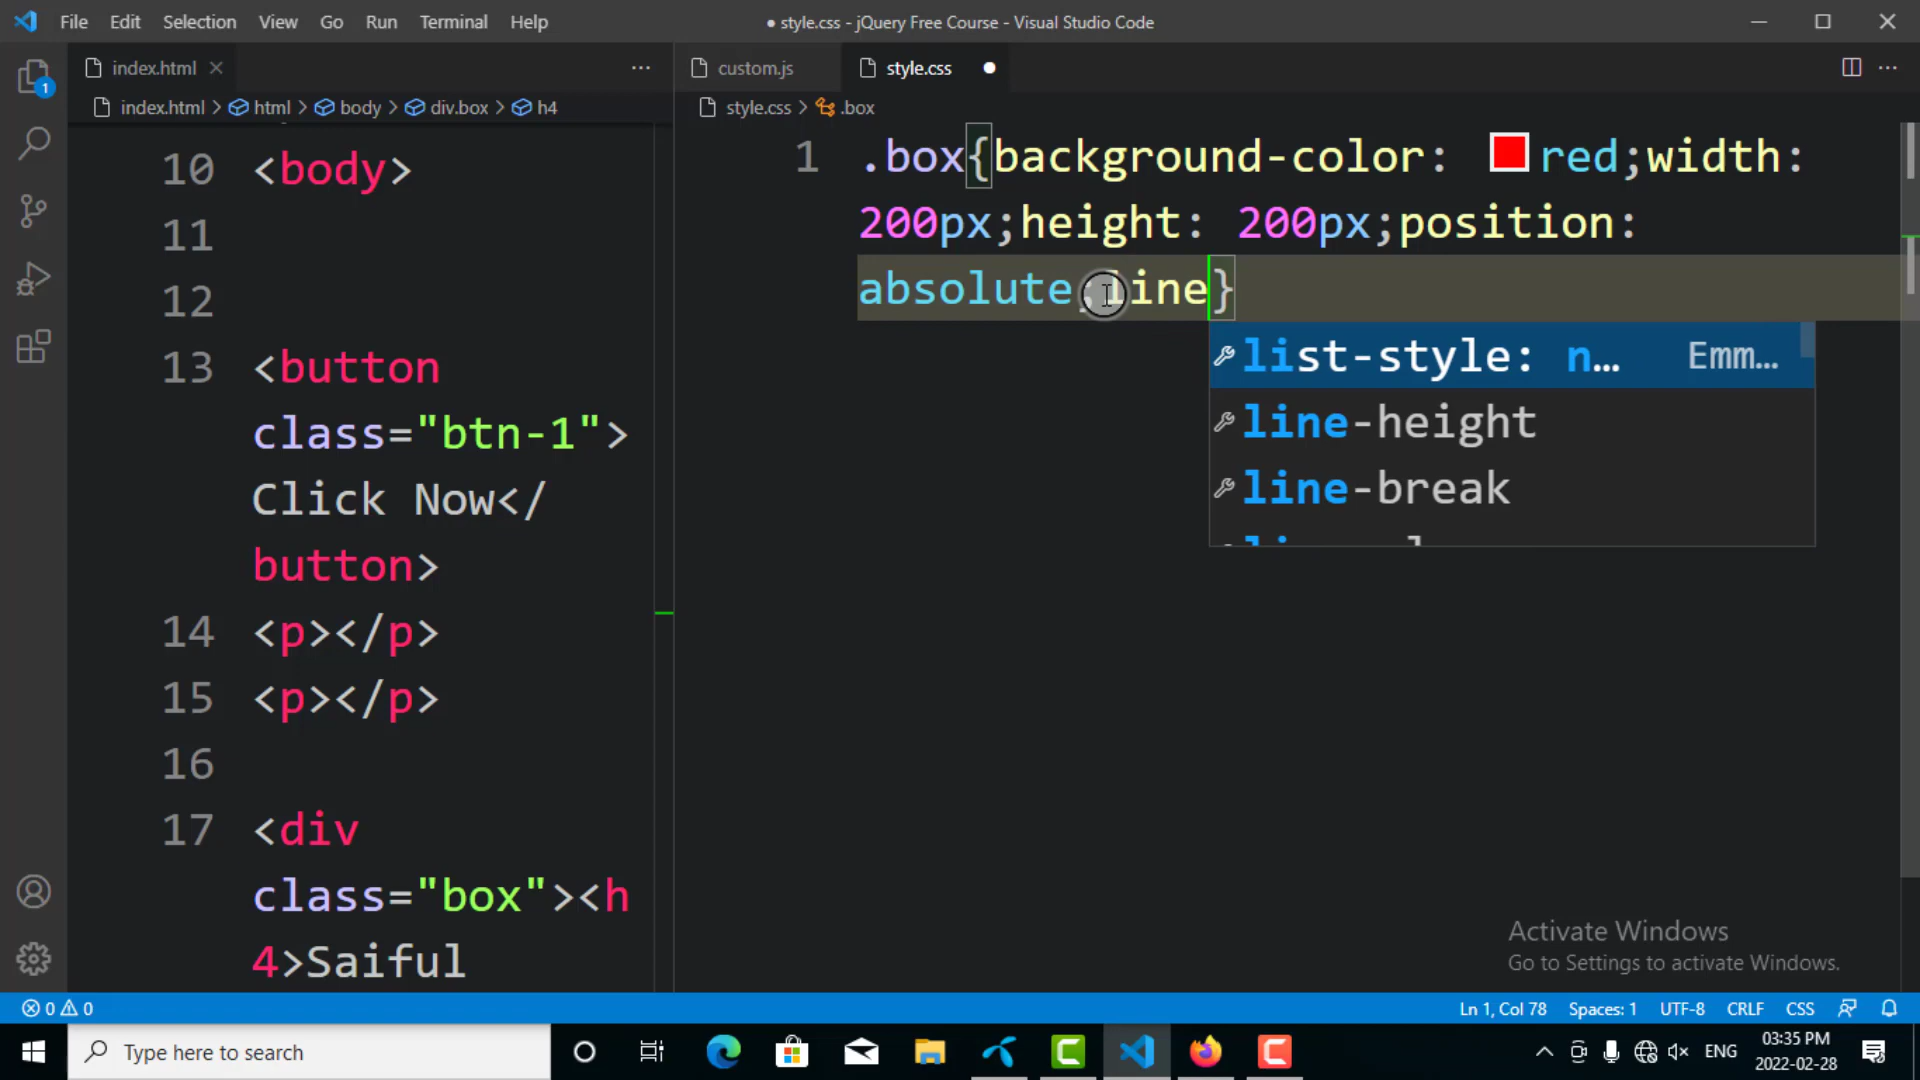 File Edit Selection View Go Run Terminal Help
● style.css - jQuery Free Course - Visual Studio Code
1
index.html
index.html > html > body > div.box > h4
10 <body>
11
12
13 <button
class="btn-1">
Click Now</
button>
14 <p></p>
15 <p></p>
16
17 <div
class="box"><h
4>Saiful
custom.js style.css
style.css > .box
1 .box{background-color: red;width:
200px;height: 200px;position:
absolute;line}
list-style: n… Emm…
line-height
line-break
Activate Windows
Go to Settings to activate Windows.
0 0
Ln 1, Col 78 Spaces: 1 UTF-8 CRLF CSS
Type here to search
ENG
03:35 PM
2022-02-28